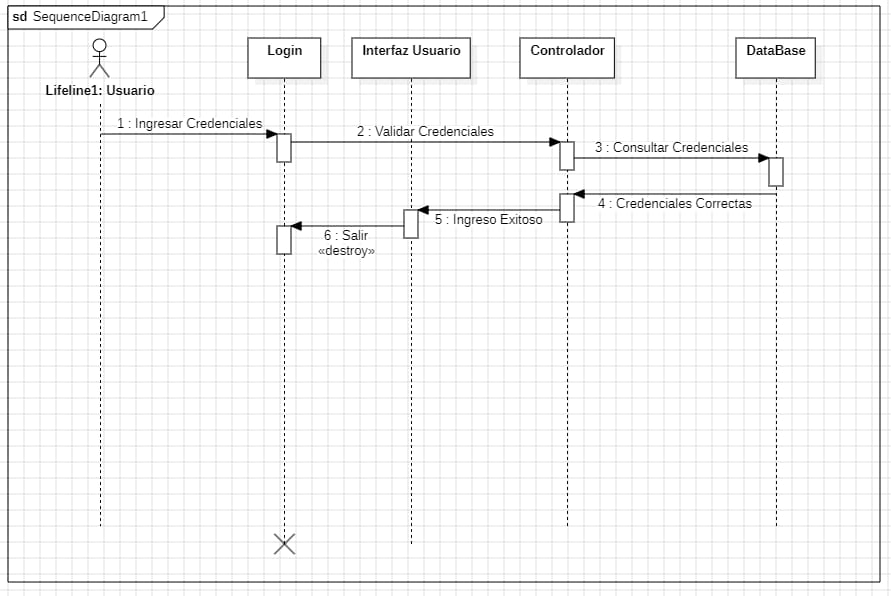 sd SequenceDiagram1
Login
Interfaz Usuario
Controlador
DataBase
Lifeline1: Usuario
1 : Ingresar Credenciales
2 : Validar Credenciales
3 : Consultar Credenciales
4 : Credenciales Correctas
5 : Ingreso Exitoso
6 : Salir
«destroy»